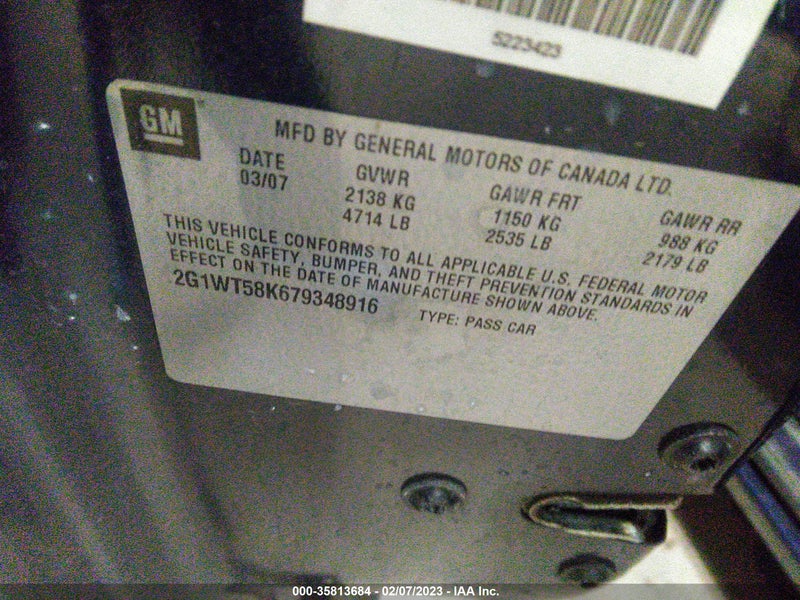 5223423
GM
MFD BY GENERAL MOTORS OF CANADA LTD.
DATE GVWR GAWR FRT GAWR RR
03/07 2138 KG 1150 KG 988 KG
4714 LB 2535 LB 2179 LB
THIS VEHICLE CONFORMS TO ALL APPLICABLE U.S. FEDERAL MOTOR
VEHICLE SAFETY, BUMPER, AND THEFT PREVENTION STANDARDS IN
EFFECT ON THE DATE OF MANUFACTURE SHOWN ABOVE.
2G1WT58K679348916 TYPE: PASS CAR
000-35813684 - 02/07/2023 - IAA Inc.